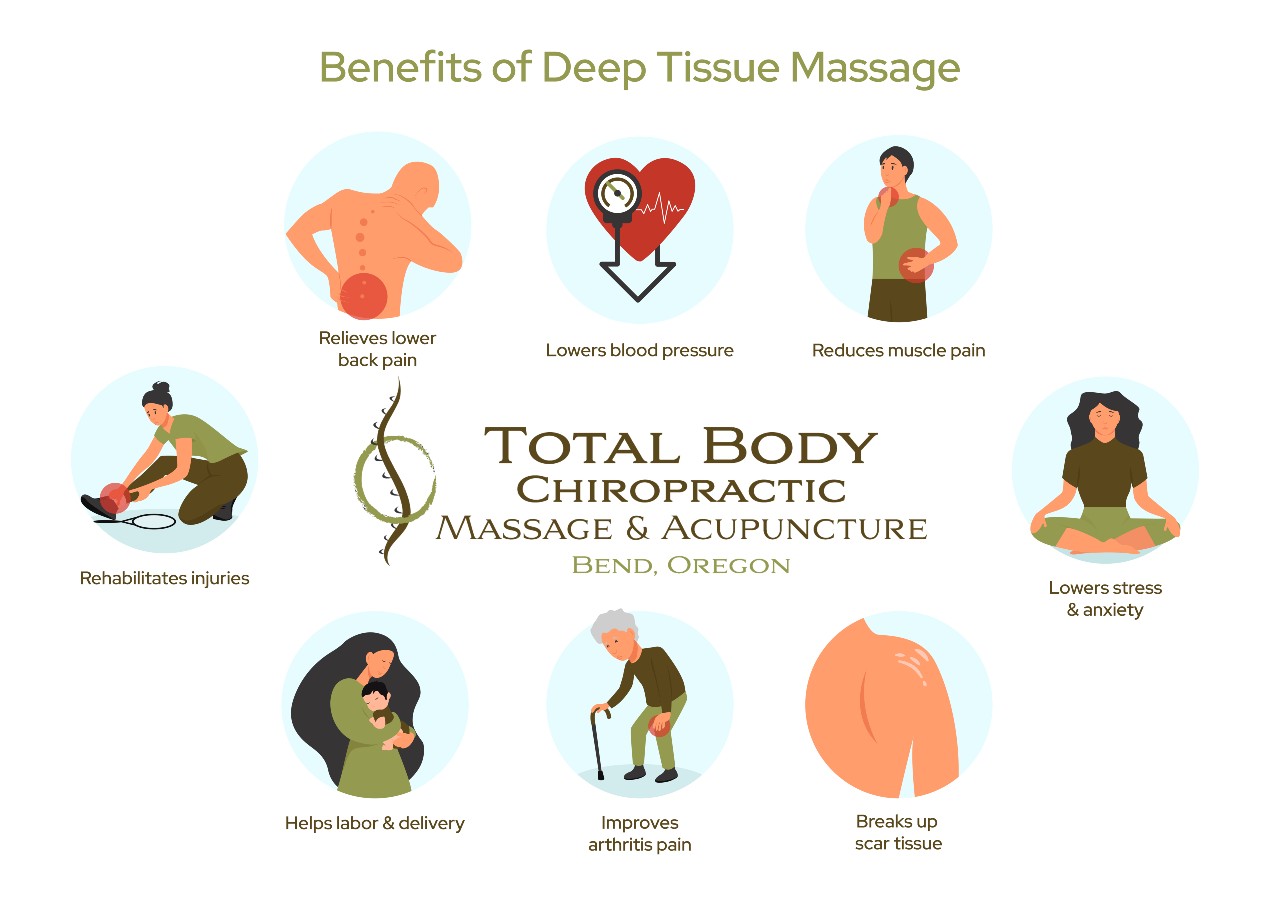 Benefits of Deep Tissue Massage
Relieves lower
back pain
Lowers blood pressure
Reduces muscle pain
Rehabilitates injuries
Total Body
Chiropractic
Massage & Acupuncture
Bend, Oregon
Lowers stress
& anxiety
Helps labor & delivery
Improves
arthritis pain
Breaks up
scar tissue